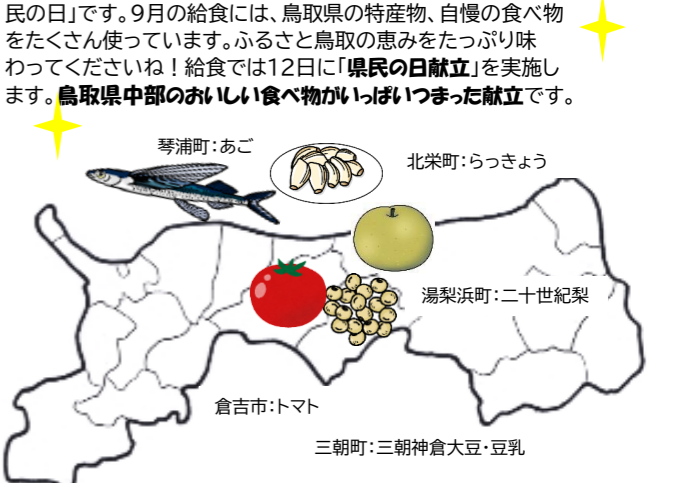 民の日」です。9月の給食には、鳥取県の特産物、自慢の食べ物
をたくさん使っています。ふるさと鳥取の恵みをたっぷり味
わってくださいね！給食では12日に「県民の日献立」を実施し
ます。鳥取県中部のおいしい食べ物がいっぱいつまった献立です。
琴浦町：あご
北栄町：らっきょう
湯梨浜町：二十世紀梨
倉吉市：トマト
三朝町：三朝神倉大豆・豆乳